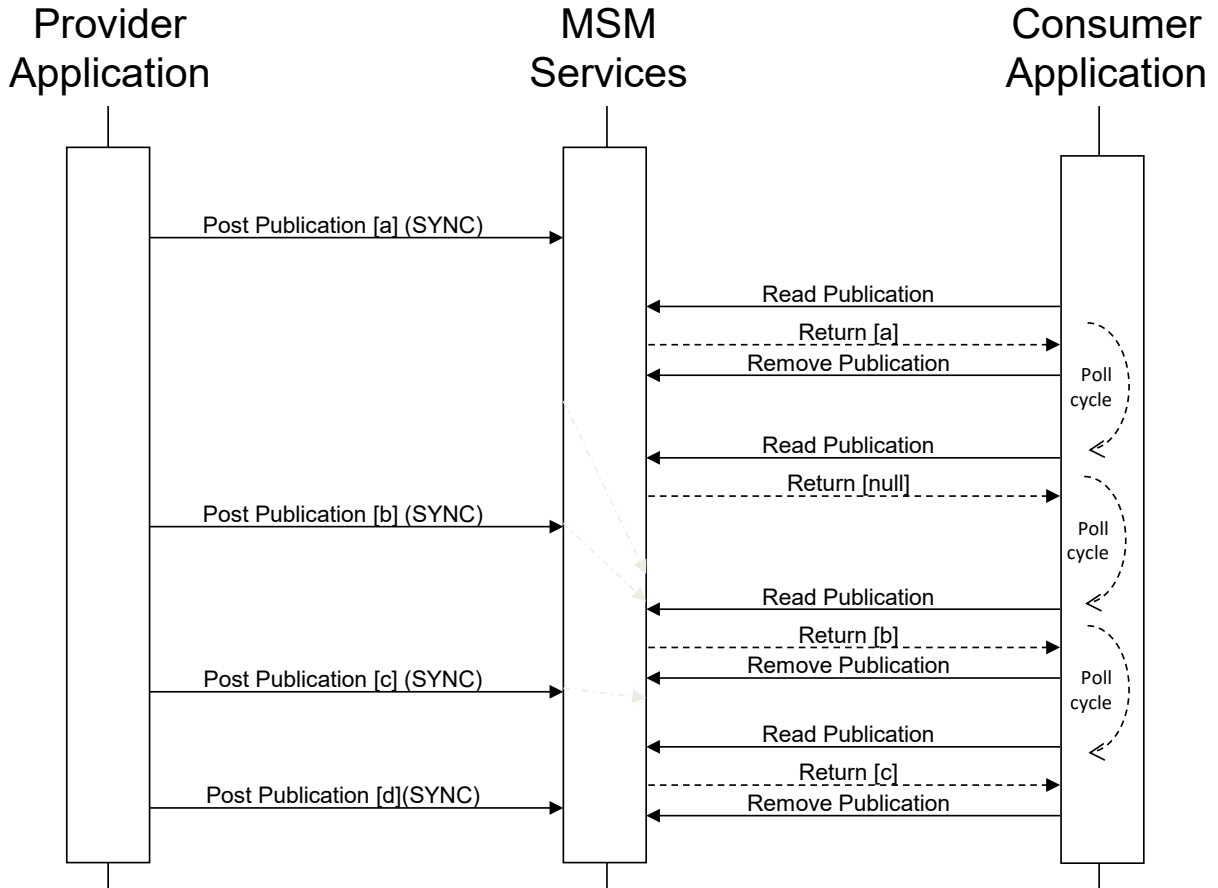 Provider
Application
MSM
Services
Consumer
Application
Post Publication [a] (SYNC)
Read Publication
Return [a]
Remove Publication
Poll
cycle
Read Publication
Return [null]
Post Publication [b] (SYNC)
Poll
cycle
Read Publication
Return [b]
Remove Publication
Post Publication [c] (SYNC)
Poll
cycle
Read Publication
Return [c]
Post Publication [d](SYNC)
Remove Publication